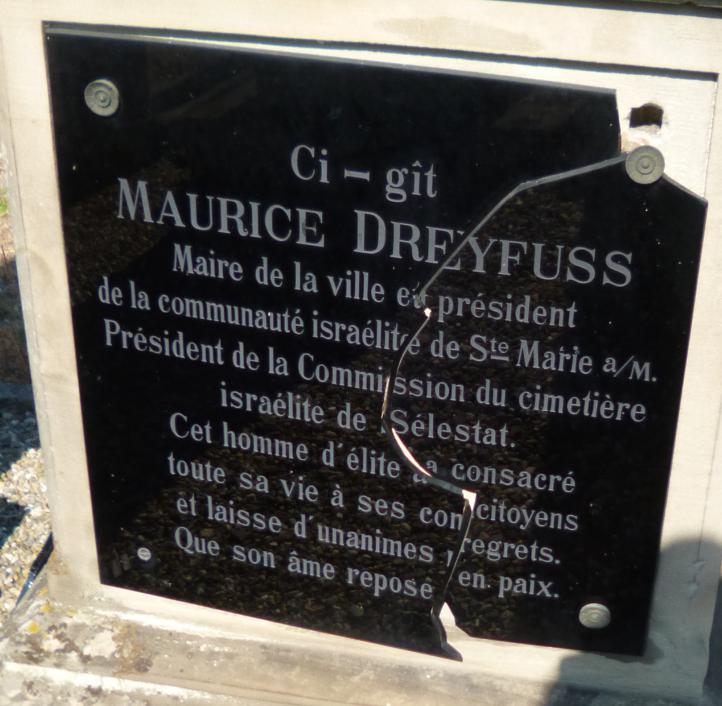 Ci - gît
MAURICE DREYFUSS
Maire de la ville et président
de la communauté israélite de Ste Marie a/M.
Président de la Commission du cimetière
israélite de Sélestat.
Cet homme d'élite a consacré
toute sa vie à ses concitoyens
et laisse d'unanimes regrets.
Que son âme repose en paix.